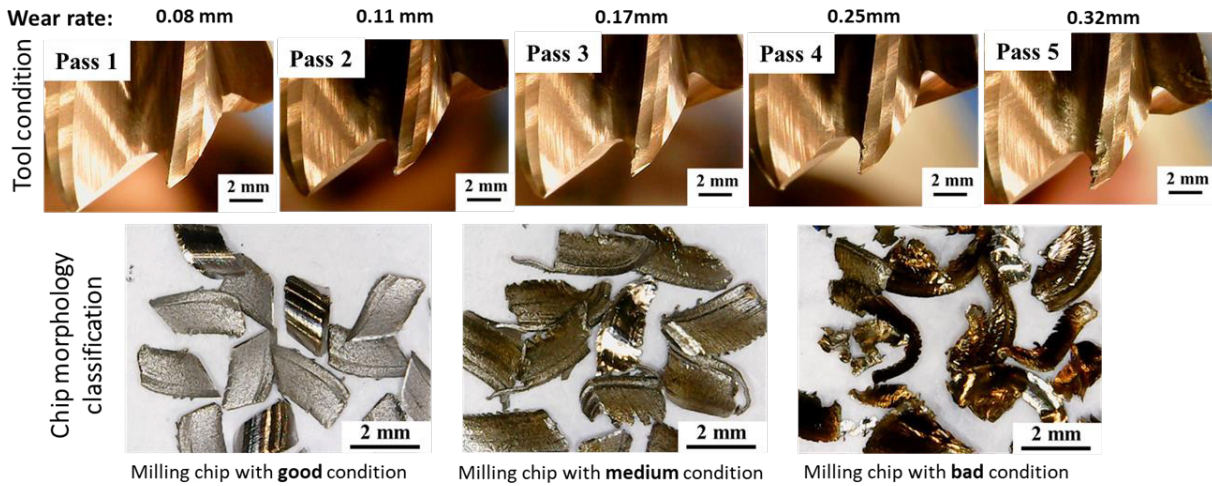 Wear rate: 0.08 mm 0.11 mm 0.17mm 0.25mm 0.32mm
Tool condition
Pass 1 Pass 2 Pass 3 Pass 4 Pass 5
2 mm 2 mm 2 mm 2 mm 2 mm
Chip morphology
classification
2 mm 2 mm 2 mm
Milling chip with good condition Milling chip with medium condition Milling chip with bad condition